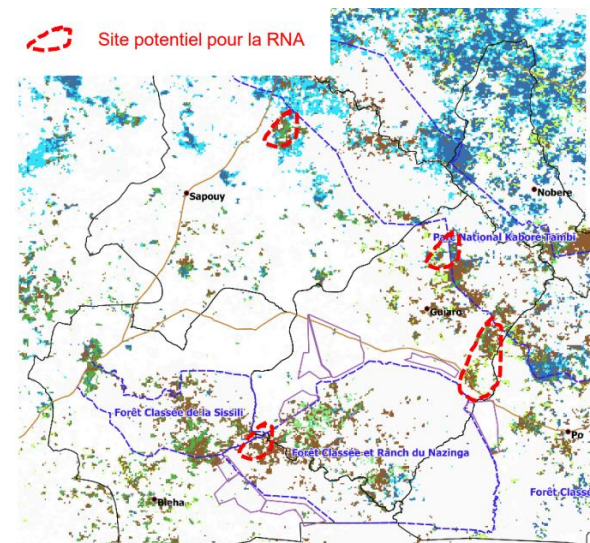 Site potentiel pour la RNA
Sapouy
Nobere
Parc National Kabore Tambi
Guiaro
Forêt Classée de la Sissili
Forêt Classée et Ranch du Nazinga
Po
Bieha
Forêt Classé